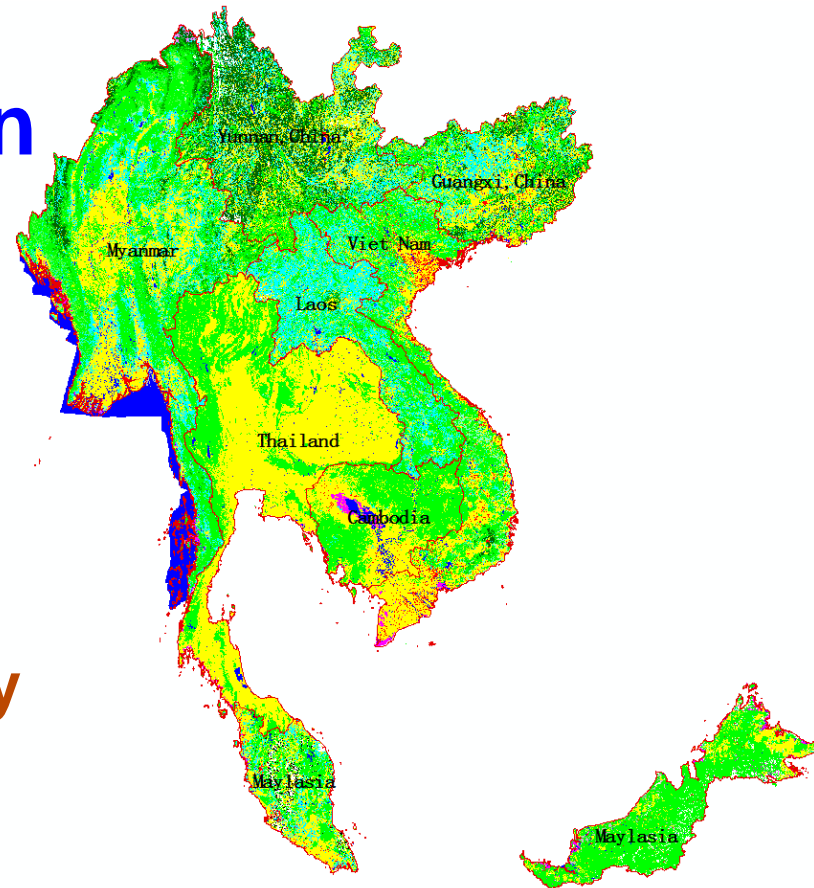 n
Yunnan,China
Guangxi,China
Viet Nam
Myanmar
Laos
Thailand
Cambodia
y
Maylasia
Maylasia